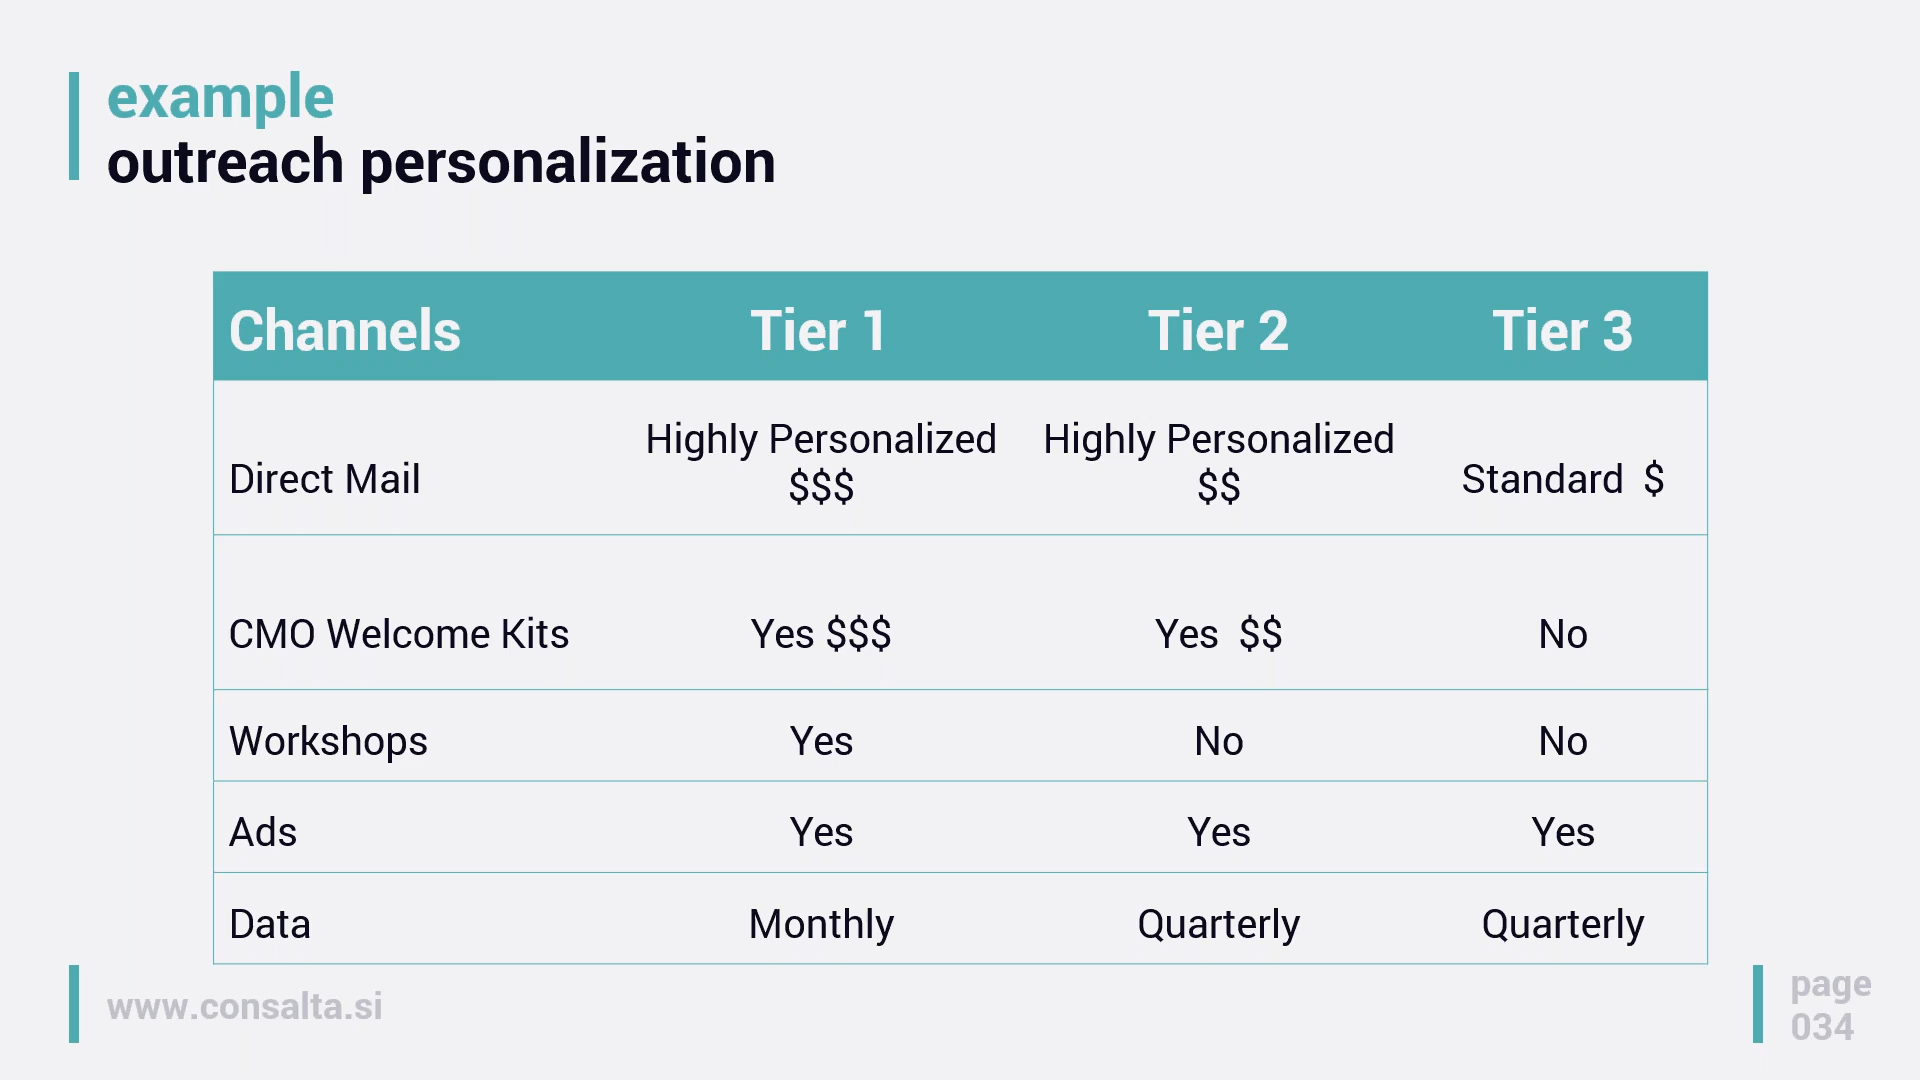 example
outreach personalization
Channels Tier 1 Tier 2 Tier 3
Direct Mail Highly Personalized $$$ Highly Personalized $$ Standard $
CMO Welcome Kits Yes $$$ Yes $$ No
Workshops Yes No No
Ads Yes Yes Yes
Data Monthly Quarterly Quarterly
www.consalta.si
page
034